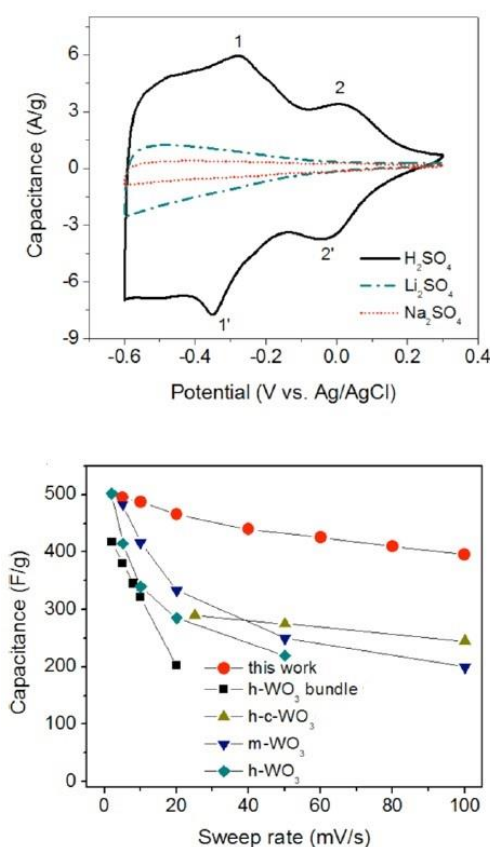 Capacitance (A/g)
6
3
0
-3
-6
-9
1
2
1'
2'
H₂SO₄
Li₂SO₄
Na₂SO₄
-0.6 -0.4 -0.2 0.0 0.2 0.4
Potential (V vs. Ag/AgCl)
Capacitance (F/g)
500
400
300
200
100
0
this work
h-WO₃ bundle
h-c-WO₃
m-WO₃
h-WO₃
0 20 40 60 80 100
Sweep rate (mV/s)